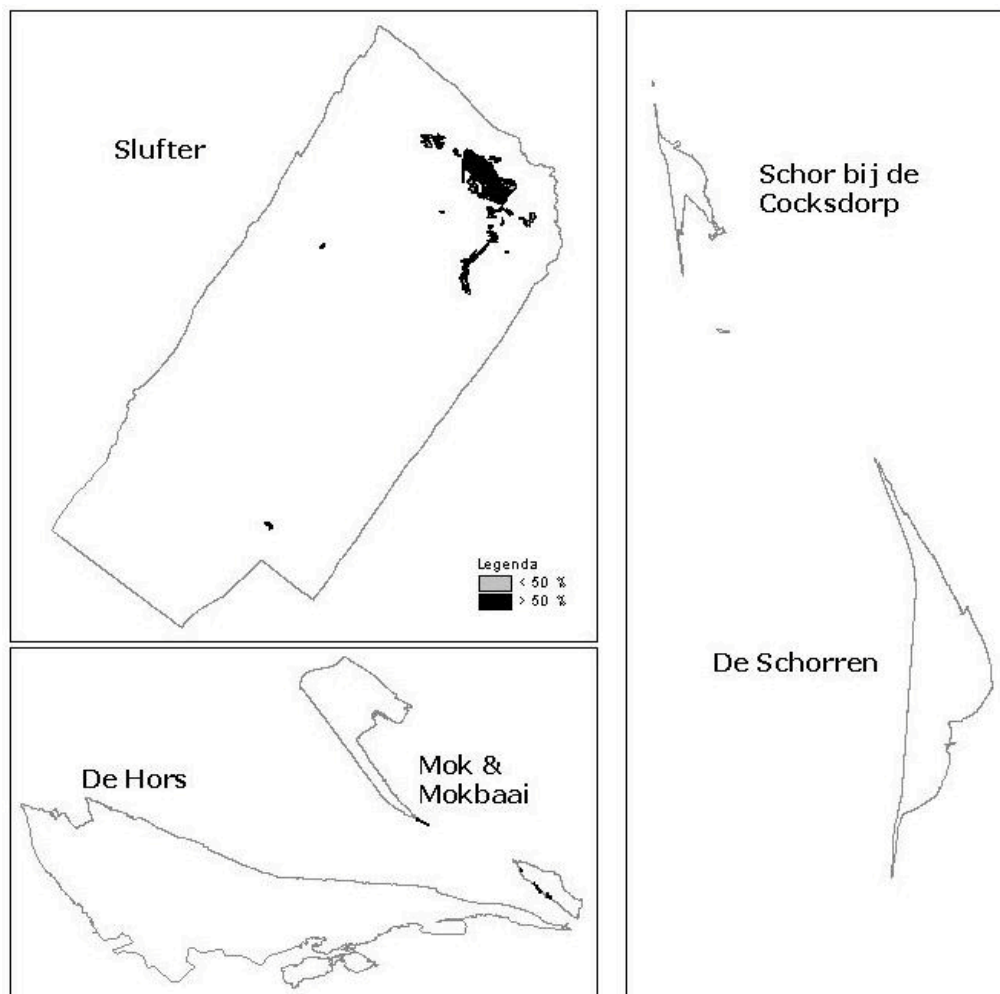 Slufter
Legenda
< 50 %
> 50 %
Schor bij de
Cocksdorp
De Schorren
De Hors
Mok &
Mokbaai